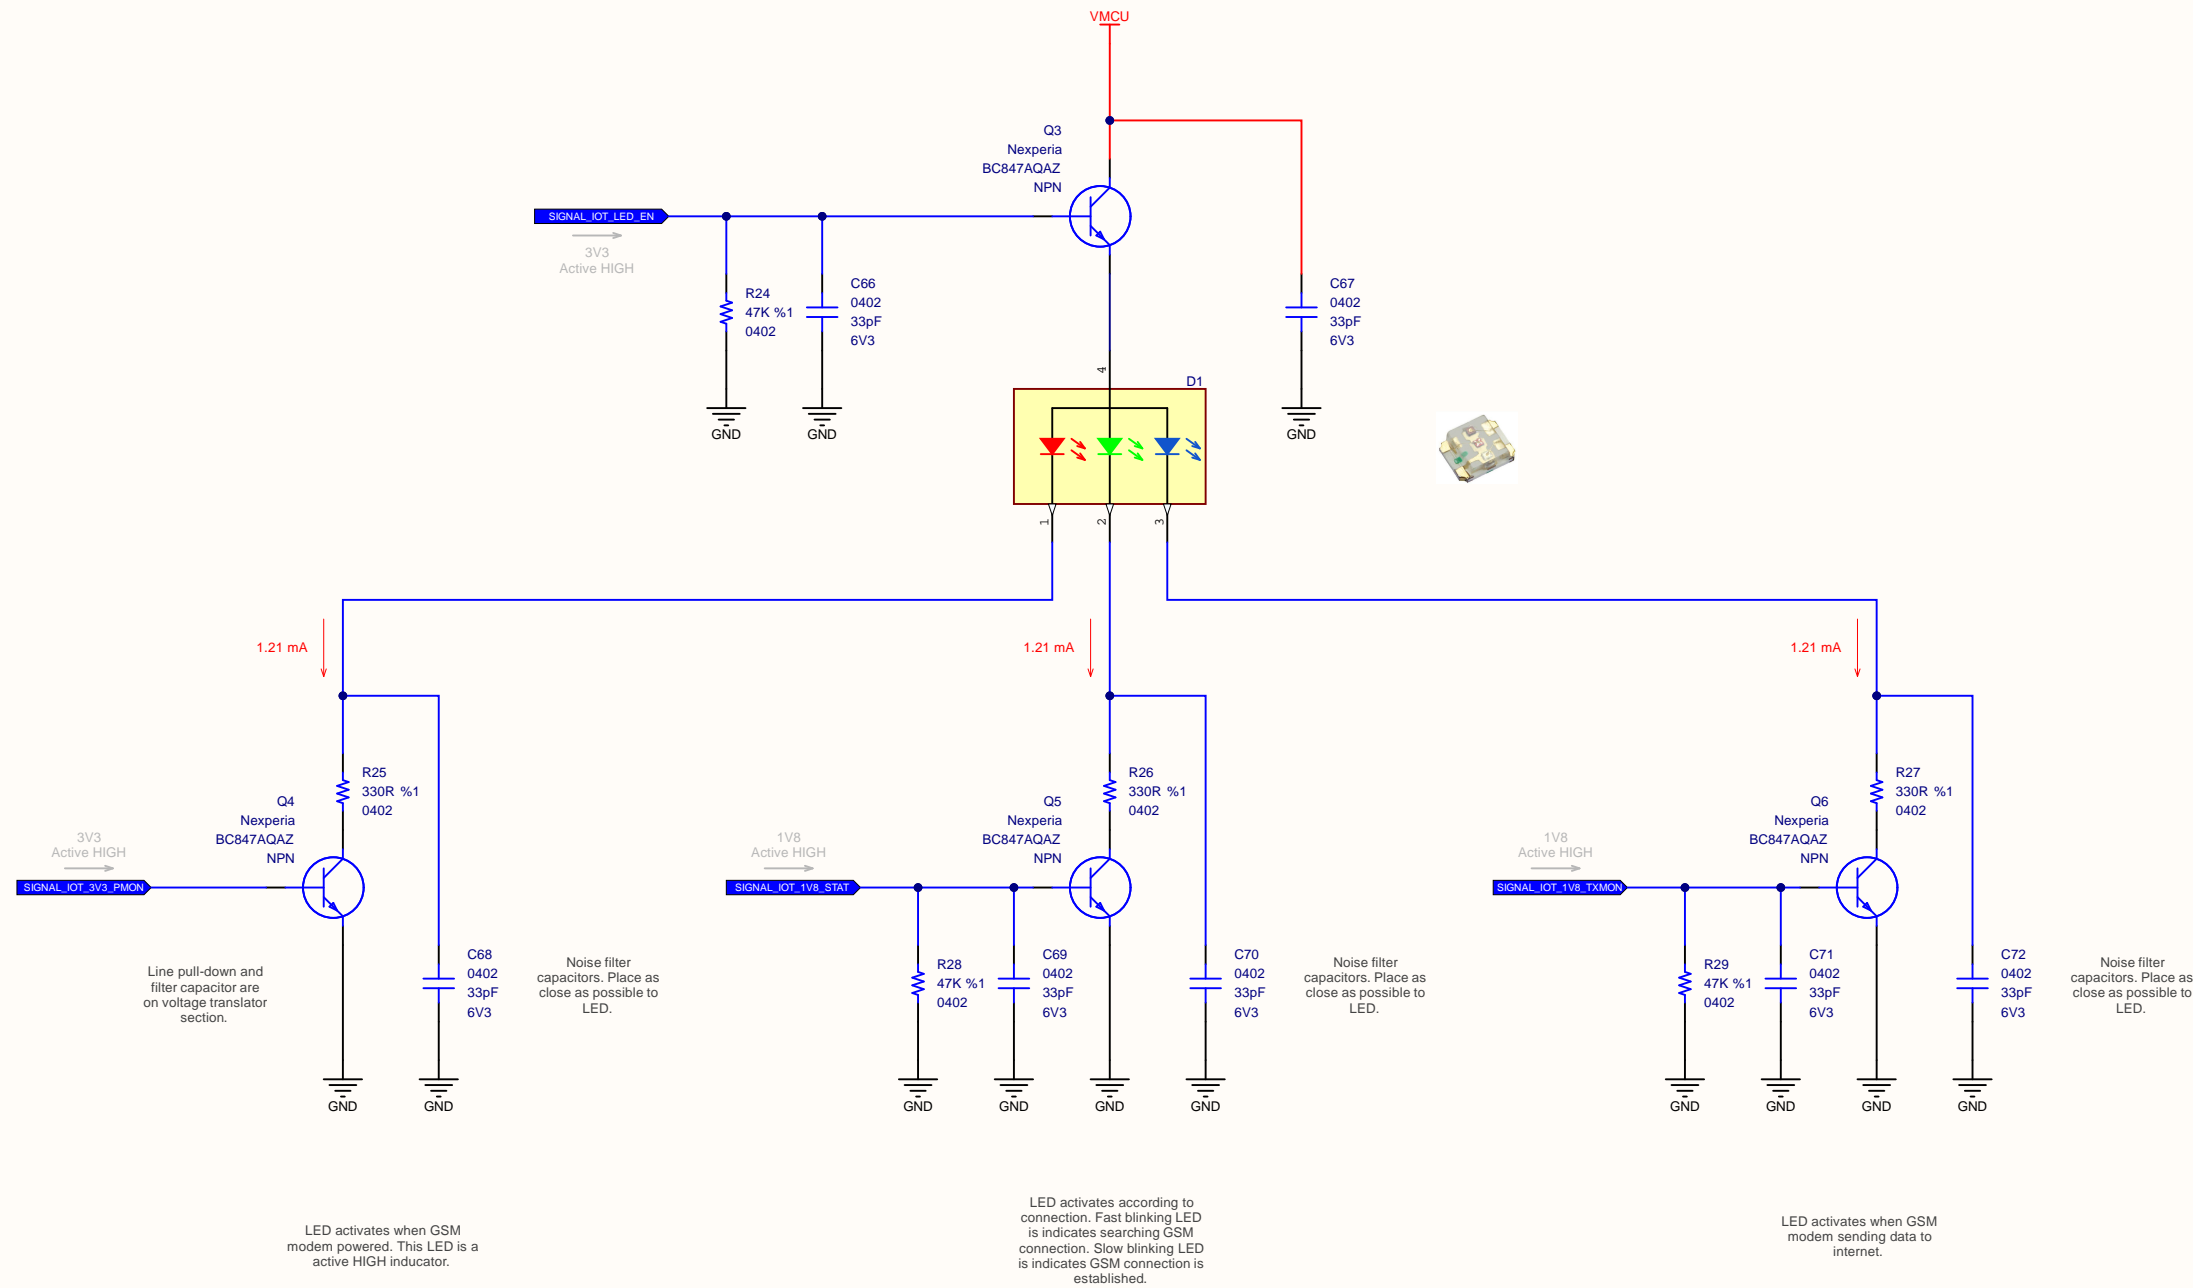 VMCU
Q3
Nexperia
BC847AQAZ
NPN
SIGNAL_IOT_LED_EN
3V3
Active HIGH
R24
47K %1
0402
C66
0402
33pF
6V3
C67
0402
33pF
6V3
GND
GND
GND
4
D1
1
2
3
1.21 mA
1.21 mA
1.21 mA
R25
330R %1
0402
Q4
Nexperia
BC847AQAZ
NPN
3V3
Active HIGH
SIGNAL_IOT_3V3_PMON
Line pull-down and
filter capacitor are
on voltage translator
section.
C68
0402
33pF
6V3
Noise filter
capacitors. Place as
close as possible to
LED.
GND
GND
R26
330R %1
0402
Q5
Nexperia
BC847AQAZ
NPN
1V8
Active HIGH
SIGNAL_IOT_1V8_STAT
R28
47K %1
0402
C69
0402
33pF
6V3
C70
0402
33pF
6V3
Noise filter
capacitors. Place as
close as possible to
LED.
GND
GND
GND
GND
R27
330R %1
0402
Q6
Nexperia
BC847AQAZ
NPN
1V8
Active HIGH
SIGNAL_IOT_1V8_TXMON
R29
47K %1
0402
C71
0402
33pF
6V3
C72
0402
33pF
6V3
Noise filter
capacitors. Place as
close as possible to
LED.
GND
GND
GND
GND
LED activates when GSM
modem powered. This LED is a
active HIGH inducator.
LED activates according to
connection. Fast blinking LED
is indicates searching GSM
connection. Slow blinking LED
is indicates GSM connection is
established.
LED activates when GSM
modem sending data to
internet.